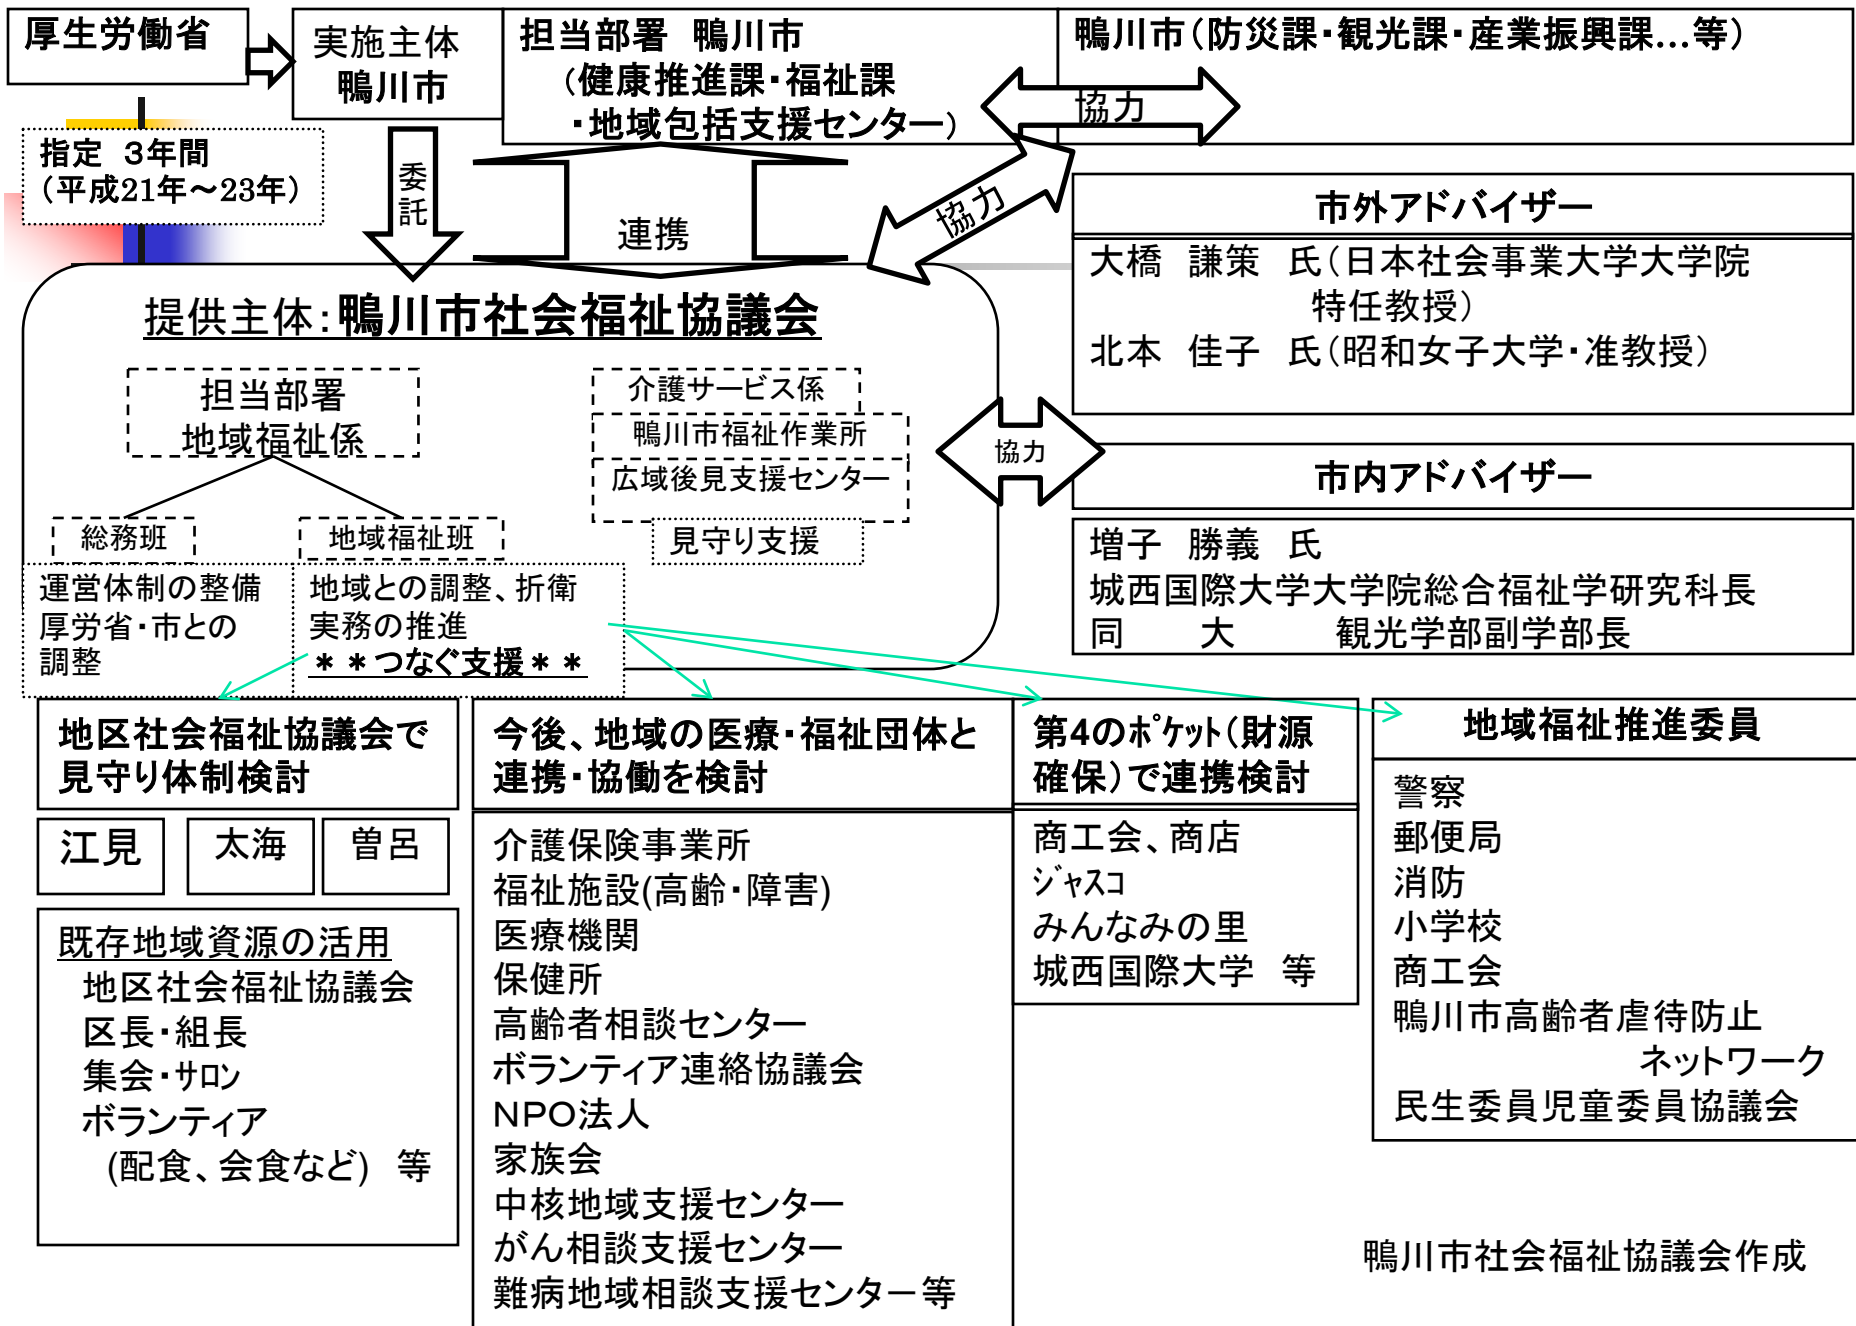 厚生労働省
実施主体
鴨川市
担当部署 鴨川市
(健康推進課・福祉課
・地域包括支援センター)
鴨川市(防災課・観光課・産業振興課…等)
協力
指定 3年間
(平成21年~23年)
委託
連携
協力
市外アドバイザー
大橋 謙策 氏(日本社会事業大学大学院
特任教授)
北本 佳子 氏(昭和女子大学・准教授)
提供主体:鴨川市社会福祉協議会
担当部署
地域福祉係
介護サービス係
鴨川市福祉作業所
広域後見支援センター
見守り支援
協力
市内アドバイザー
増子 勝義 氏
城西国際大学大学院総合福祉学研究科長
同 大 観光学部副学部長
総務班
地域福祉班
運営体制の整備
厚労省・市との
調整
地域との調整、折衛
実務の推進
**つなぐ支援**
地区社会福祉協議会で
見守り体制検討
江見
太海
曽呂
既存地域資源の活用
地区社会福祉協議会
区長・組長
集会・サロン
ボランティア
(配食、会食など) 等
今後、地域の医療・福祉団体と
連携・協働を検討
介護保険事業所
福祉施設(高齢・障害)
医療機関
保健所
高齢者相談センター
ボランティア連絡協議会
NPO法人
家族会
中核地域支援センター
がん相談支援センター
難病地域相談支援センター等
第4のポケット(財源
確保)で連携検討
商工会、商店
ジャスコ
みんなみの里
城西国際大学 等
地域福祉推進委員
警察
郵便局
消防
小学校
商工会
鴨川市高齢者虐待防止
ネットワーク
民生委員児童委員協議会
鴨川市社会福祉協議会作成